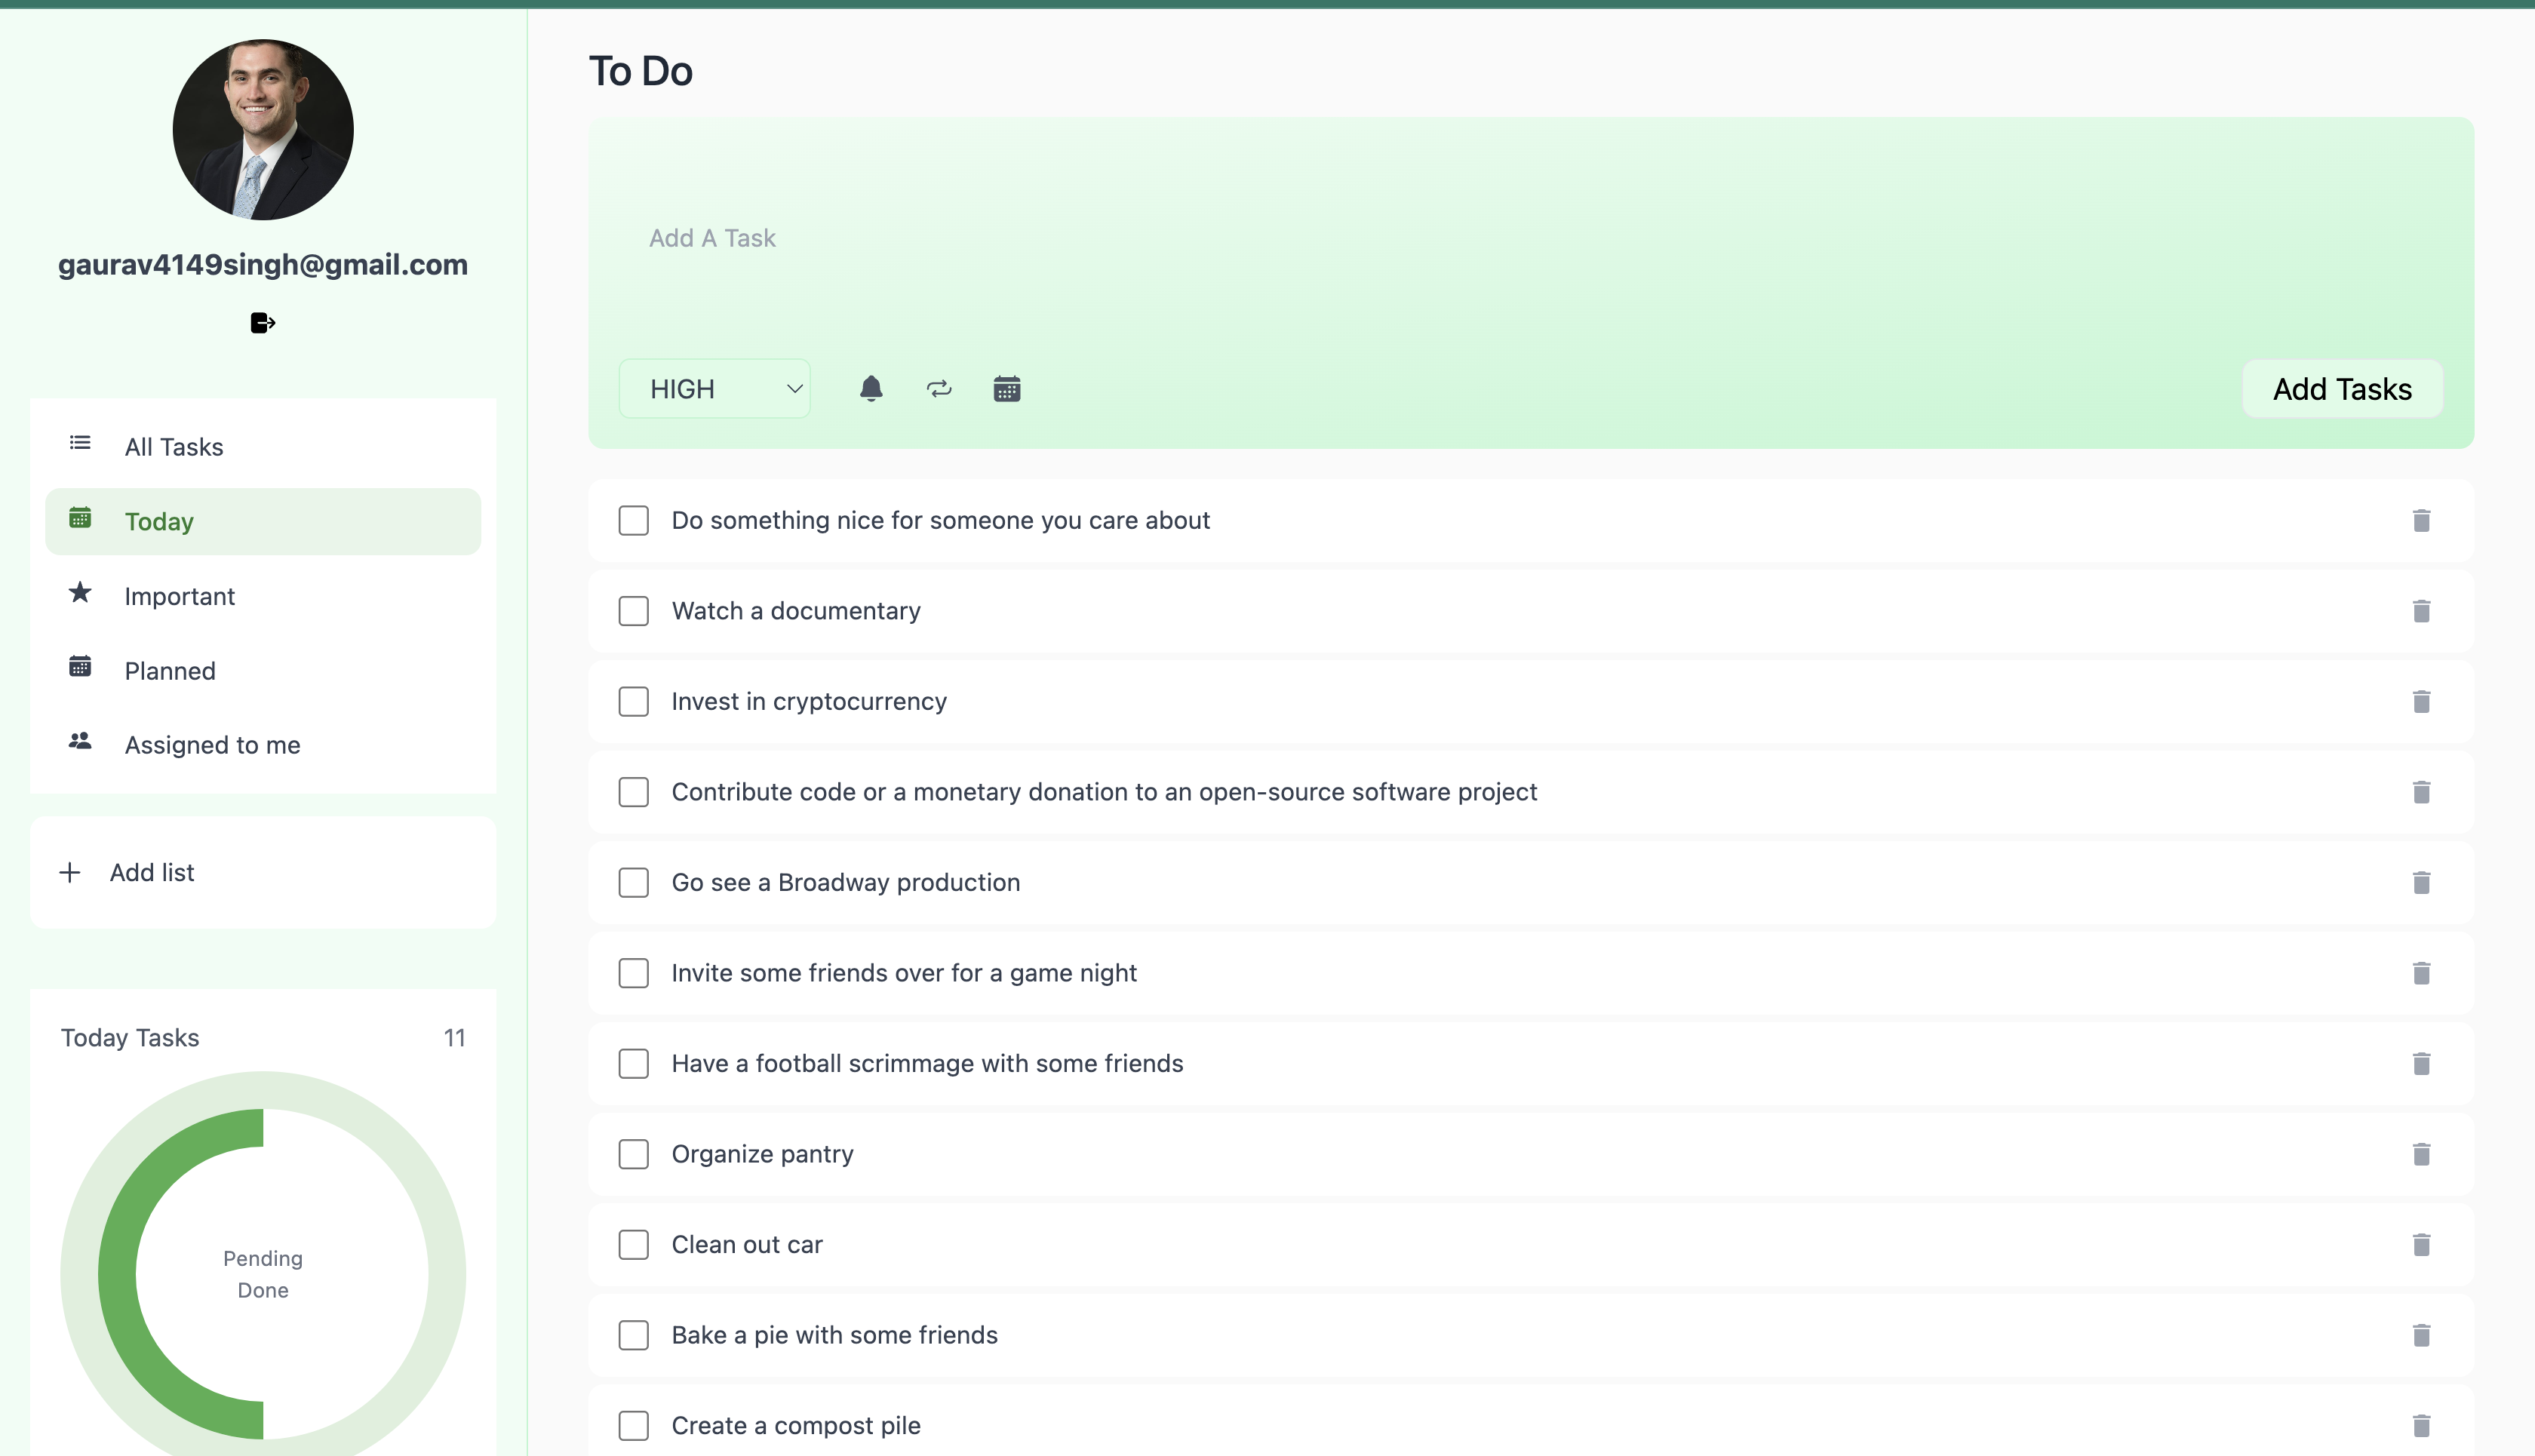 gaurav4149singh@gmail.com
All Tasks
Today
Important
Planned
Assigned to me
Add list
Today Tasks 11
Pending
Done
To Do
Add A Task
HIGH
Add Tasks
Do something nice for someone you care about
Watch a documentary
Invest in cryptocurrency
Contribute code or a monetary donation to an open-source software project
Go see a Broadway production
Invite some friends over for a game night
Have a football scrimmage with some friends
Organize pantry
Clean out car
Bake a pie with some friends
Create a compost pile